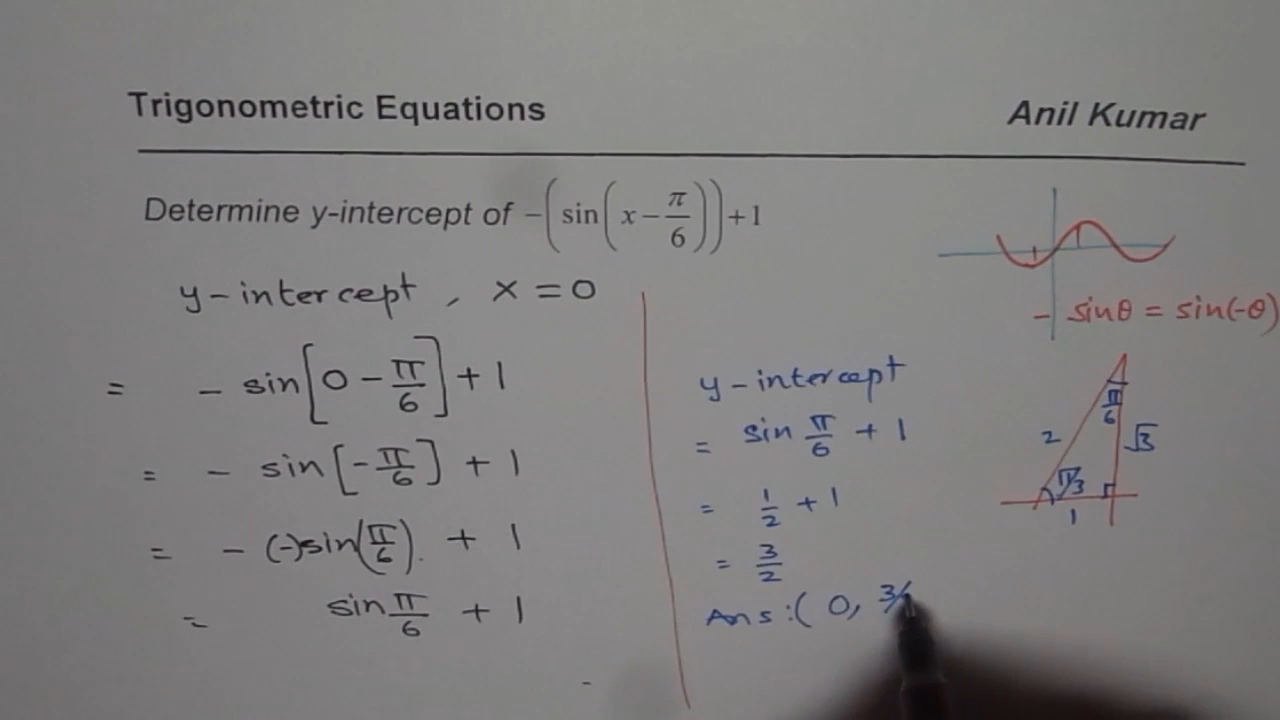 Trigonometric Equations
Anil Kumar
Determine y-intercept of −(sin(x−π/6))+1
y-intercept , x = 0
= - sin[0 - π/6] + 1
= - sin[-π/6] + 1
= - (-)sin(π/6). + 1
= sin π/6 + 1
y-intercept
= sin π/6 + 1
= 1/2 + 1
= 3/2
Ans:( 0, 3/
- sinθ = sin(-θ)
π/6
2
√3
π/3
1